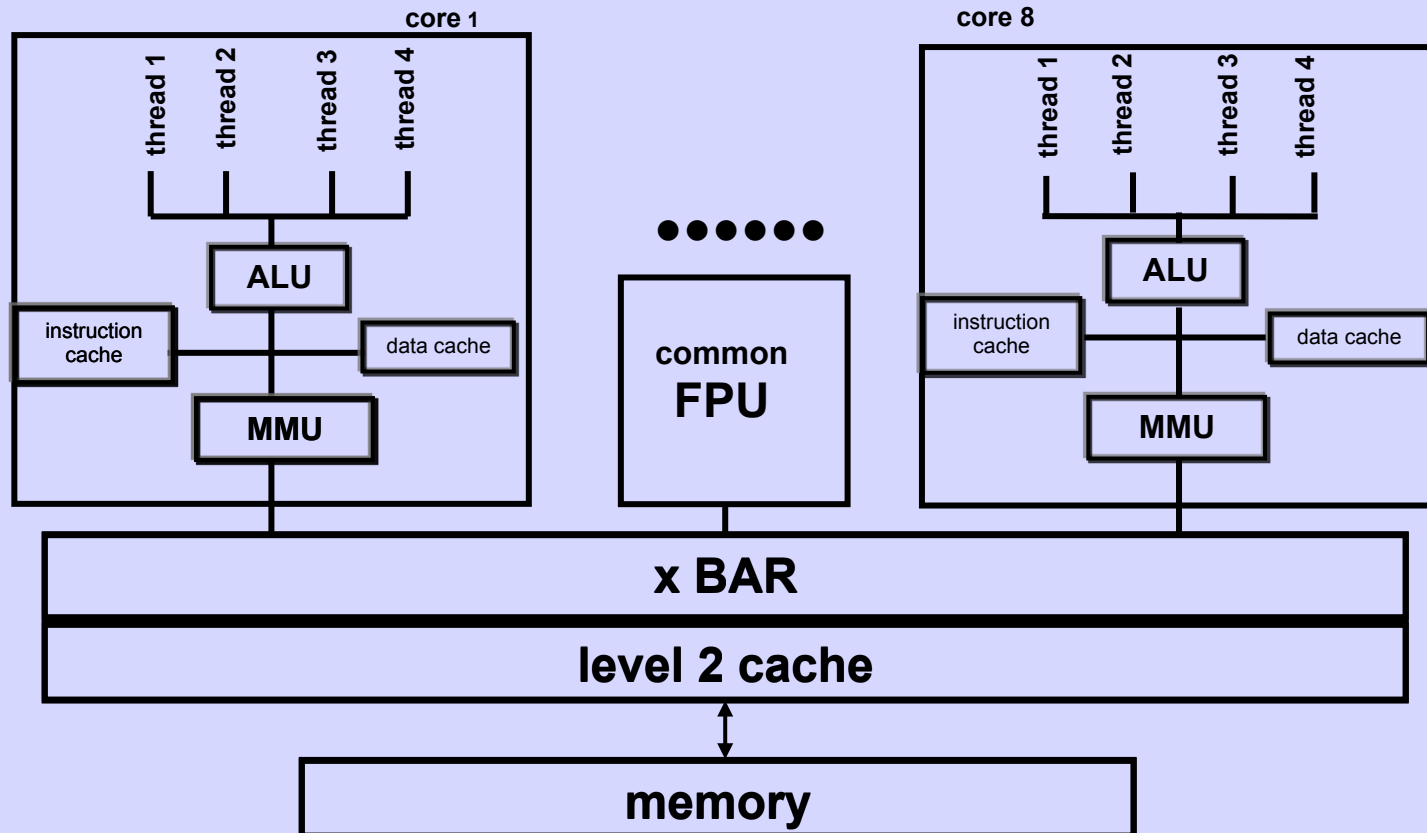 core 1
thread 1
thread 2
thread 3
thread 4
ALU
instruction
cache
data cache
MMU
common
FPU
core 8
thread 1
thread 2
thread 3
thread 4
ALU
instruction
cache
data cache
MMU
x BAR
level 2 cache
memory